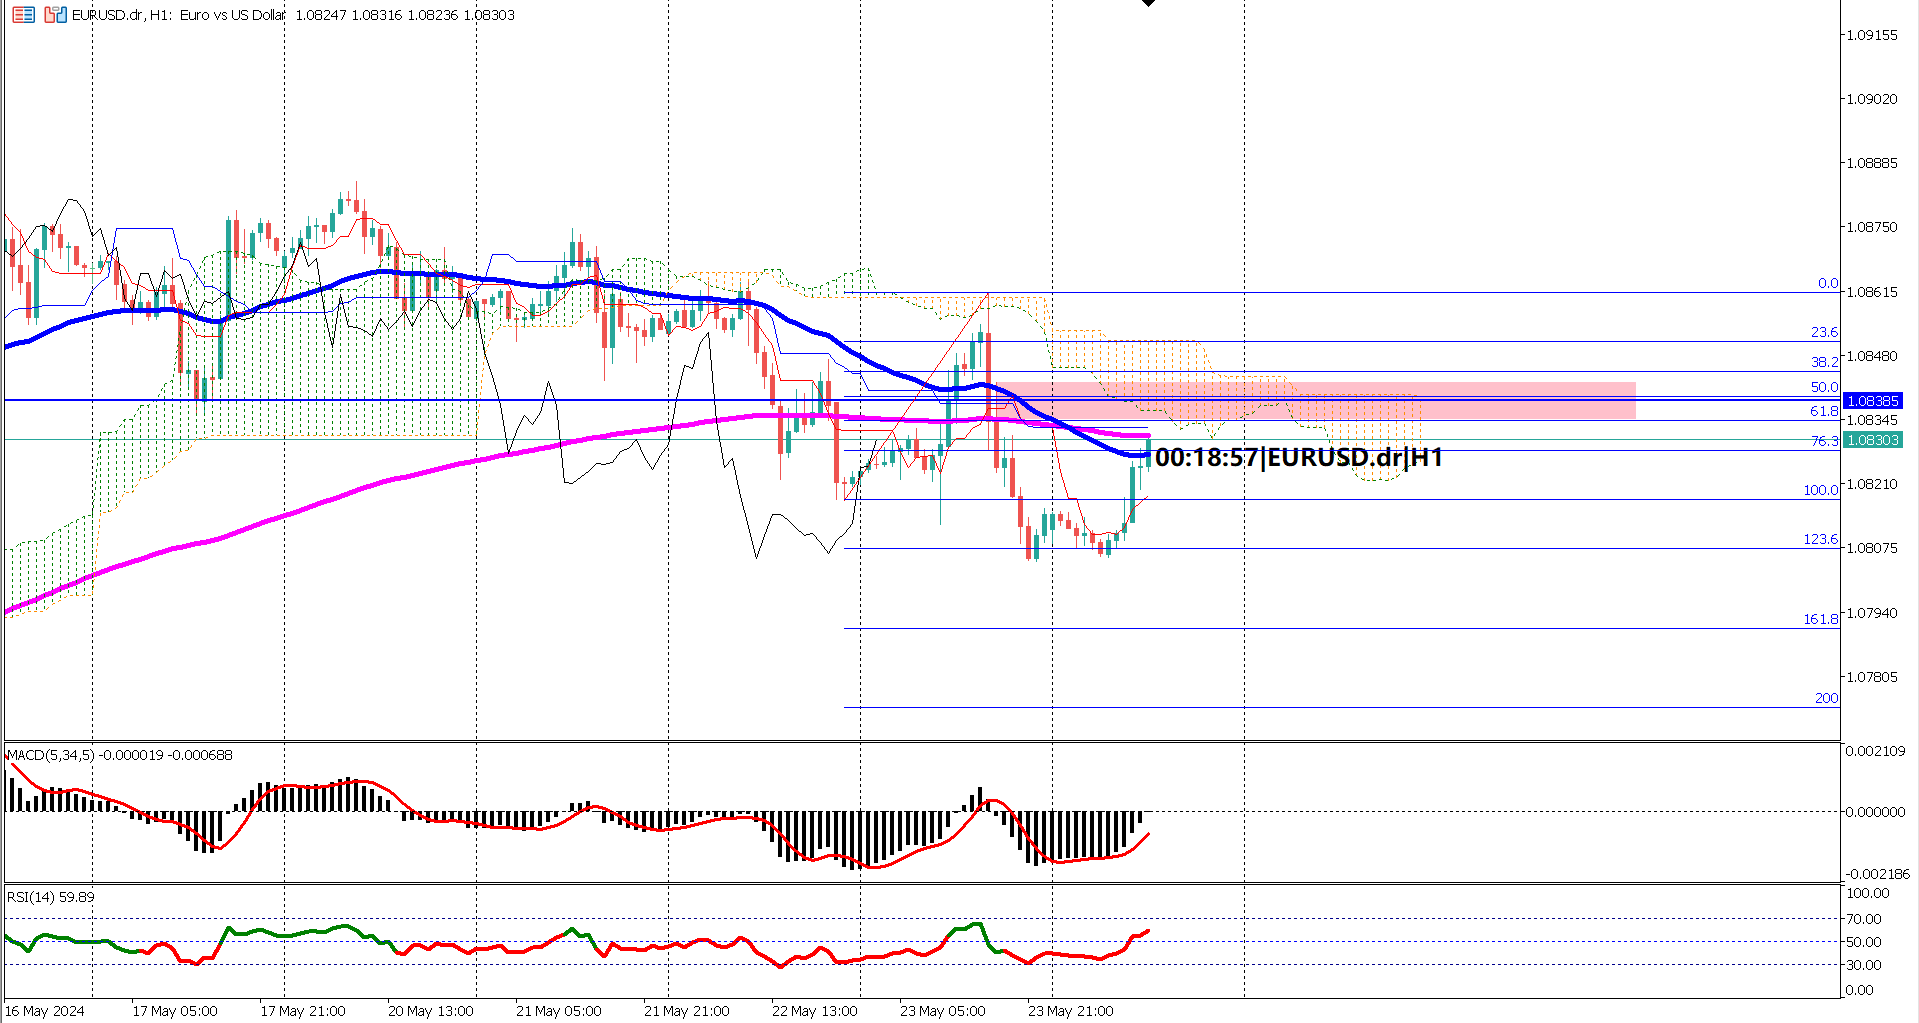 EURUSD.dr, H1: Euro vs US Dollar 1.08247 1.08316 1.08236 1.08303
1.09155
1.09020
1.08885
1.08750
0.0
1.08615
23.6
1.08480
38.2
50.0
1.08385
61.8
1.08345
76.3
1.08303
00:18:57|EURUSD.dr|H1
1.08210
100.0
123.6
1.08075
161.8
1.07940
1.07805
200
MACD(5,34,5) -0.000019 -0.000688
0.002109
0.000000
-0.002186
RSI(14) 59.89
100.00
70.00
50.00
30.00
0.00
16 May 2024
17 May 05:00
17 May 21:00
20 May 13:00
21 May 05:00
21 May 21:00
22 May 13:00
23 May 05:00
23 May 21:00